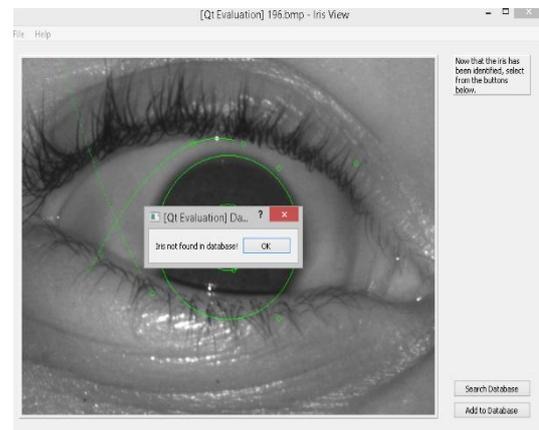 [Qt Evaluation] 196.bmp - Iris View
File Help
Now that the iris has
been identified, select
from the buttons
below.
[Qt Evaluation] Da... ?
Iris not found in database!
OK
Search Database
Add to Database